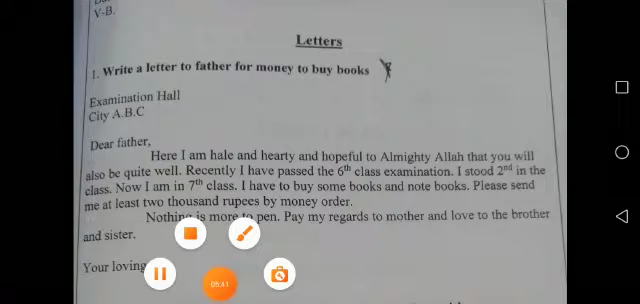 V-B.
Letters
1. Write a letter to father for money to buy books
Examination Hall
City A.B.C
Dear father,
Here I am hale and hearty and hopeful to Almighty Allah that you will
also be quite well. Recently I have passed the 6th class examination. I stood 2nd in the
class. Now I am in 7th class. I have to buy some books and note books. Please send
me at least two thousand rupees by money order.
Nothing is more to pen. Pay my regards to mother and love to the brother
and sister.
Your loving
05:41